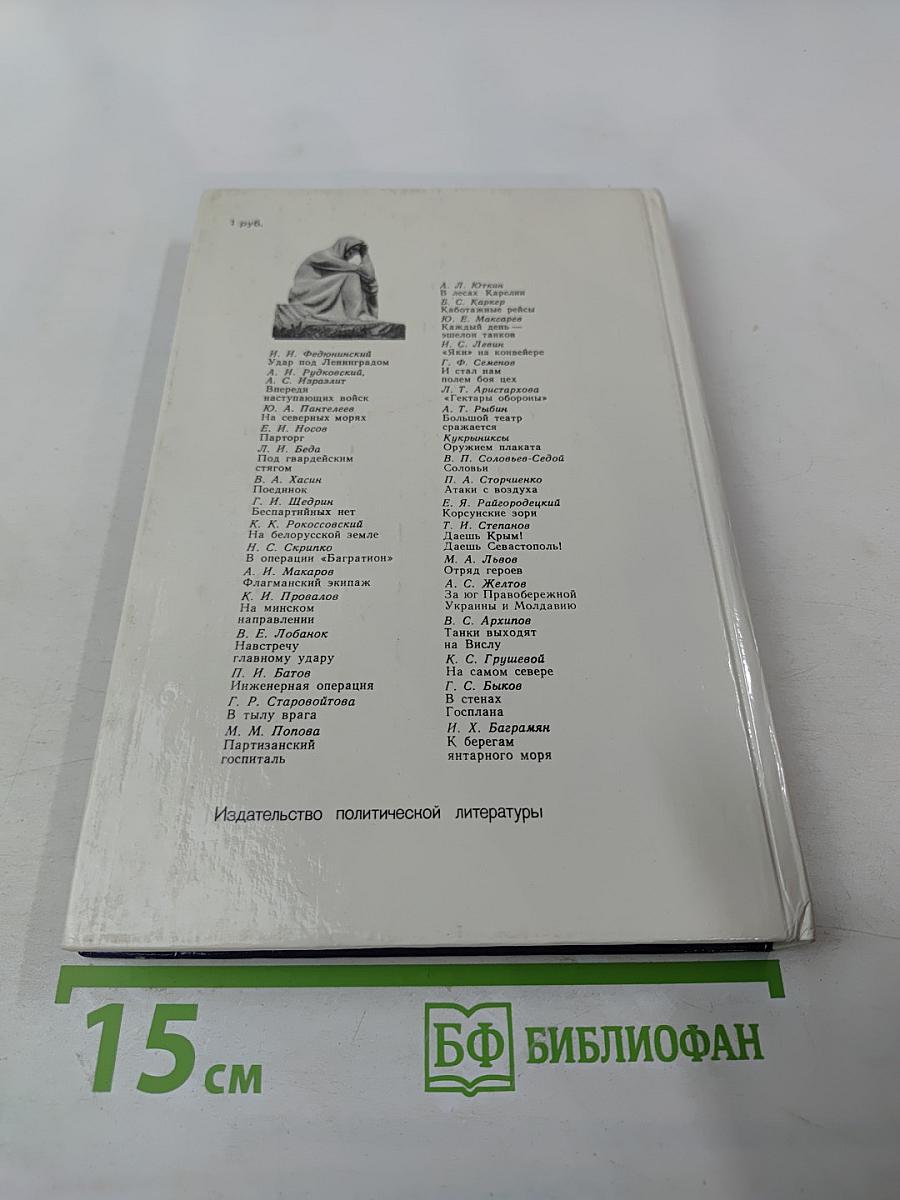 1 руб.
И. И. Федюнинский
Удар под Ленинградом
А. И. Рудковский,
А. С. Израэлит
Впереди
наступающих войск
Ю. А. Пантелеев
На северных морях
Е. И. Носов
Парторг
Л. И. Беда
Под гвардейским
стягом
В. А. Хасин
Поединок
Г. И. Щедрин
Беспартийных нет
К. К. Рокоссовский
На белорусской земле
Н. С. Скрипко
В операции «Багратион»
А. И. Макаров
Флагманский экипаж
К. И. Провалов
На минском
направлении
В. Е. Лобанок
Навстречу
главному удару
П. И. Батов
Инженерная операция
Г. Р. Старовойтова
В тылу врага
М. М. Попова
Партизанский
госпиталь
А. Л. Юткин
В лесах Карелии
Б. С. Каркер
Каботажные рейсы
Ю. Е. Максарев
Каждый день —
эшелон танков
И. С. Левин
«Яки» на конвейере
Г. Ф. Семенов
И стал нам
полем боя цех
Л. Т. Аристархова
«Гектары обороны»
А. Т. Рыбин
Большой театр
сражается
Кукрыниксы
Оружием плаката
В. П. Соловьев-Седой
Соловьи
П. А. Сторчиенко
Атаки с воздуха
Е. Я. Райгородецкий
Корсунские зори
Т. И. Степанов
Даешь Крым!
Даешь Севастополь!
М. А. Львов
Отряд героев
А. С. Желтов
За юг Правобережной
Украины и Молдавию
В. С. Архипов
Танки выходят
на Вислу
К. С. Грушевой
На самом севере
Г. С. Быков
В стенах
Госплана
И. Х. Баграмян
К берегам
янтарного моря
Издательство политической литературы
15 см
БФ БИБЛИОФАН